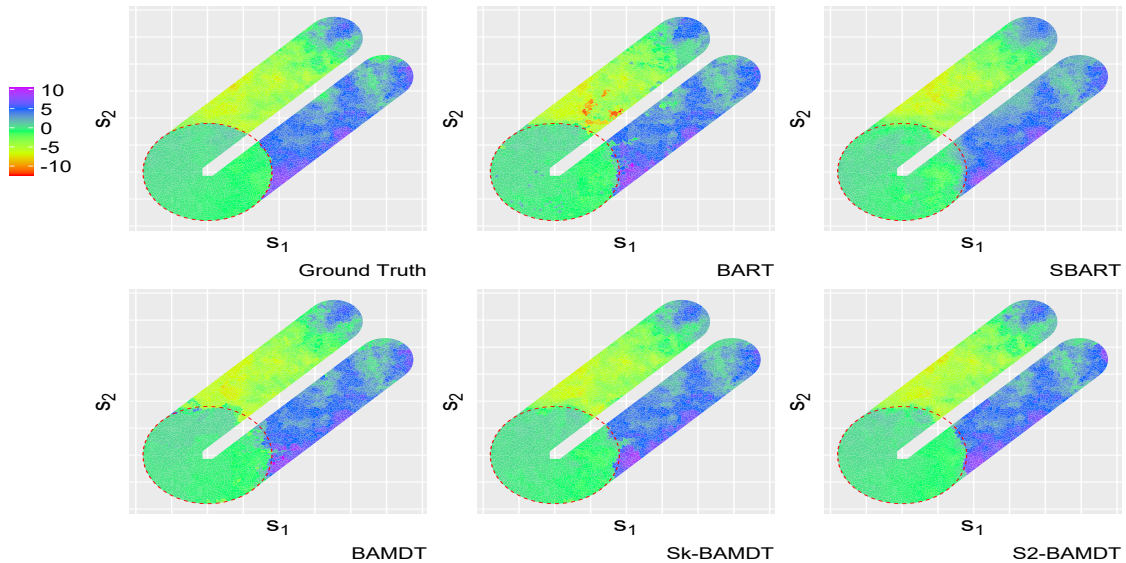 10
5
0
-5
-10
s₂
s₁
Ground Truth
s₂
s₁
BART
s₂
s₁
SBART
s₂
s₁
BAMDT
s₂
s₁
Sk-BAMDT
s₂
s₁
S2-BAMDT